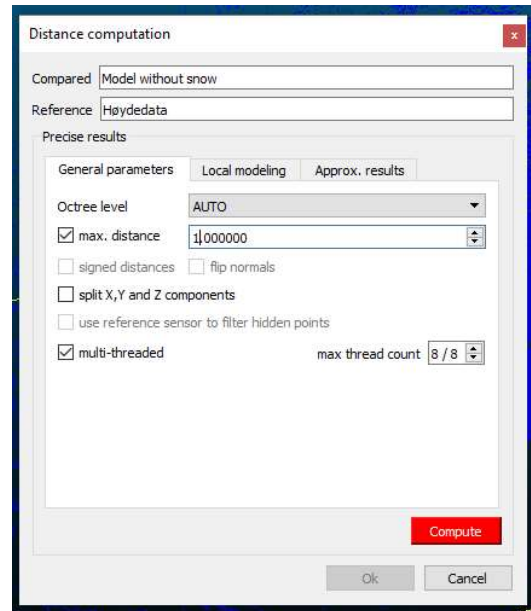 Distance computation
x
Compared Model without snow
Reference Høydedata
Precise results
General parameters Local modeling Approx. results
Octree level AUTO
max. distance 1.000000
signed distances flip normals
split X,Y and Z components
use reference sensor to filter hidden points
multi-threaded max thread count 8 / 8
Compute
Ok Cancel